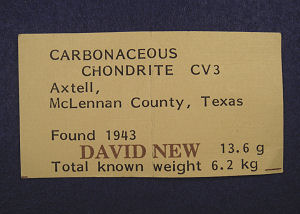 CARBONACEOUS
CHONDRITE CV3
Axtell,
McLennan County, Texas
Found 1943
DAVID NEW 13.6 g
Total known weight 6.2 kg